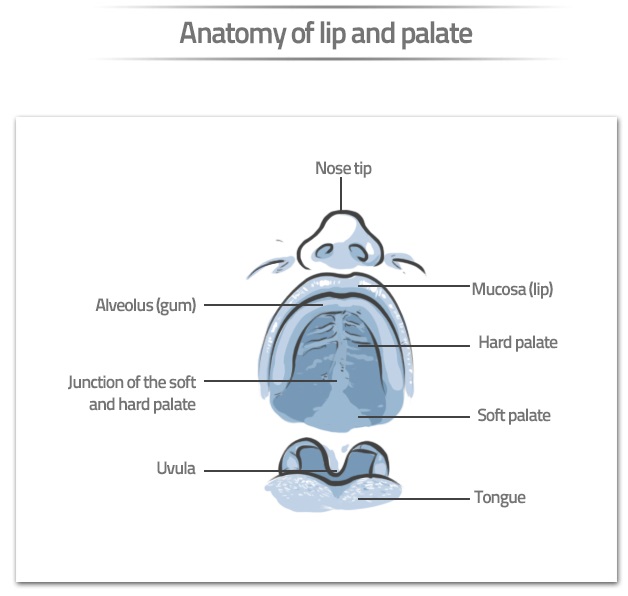 Anatomy of lip and palate
Nose tip
Mucosa (lip)
Alveolus (gum)
Hard palate
Junction of the soft
and hard palate
Soft palate
Uvula
Tongue